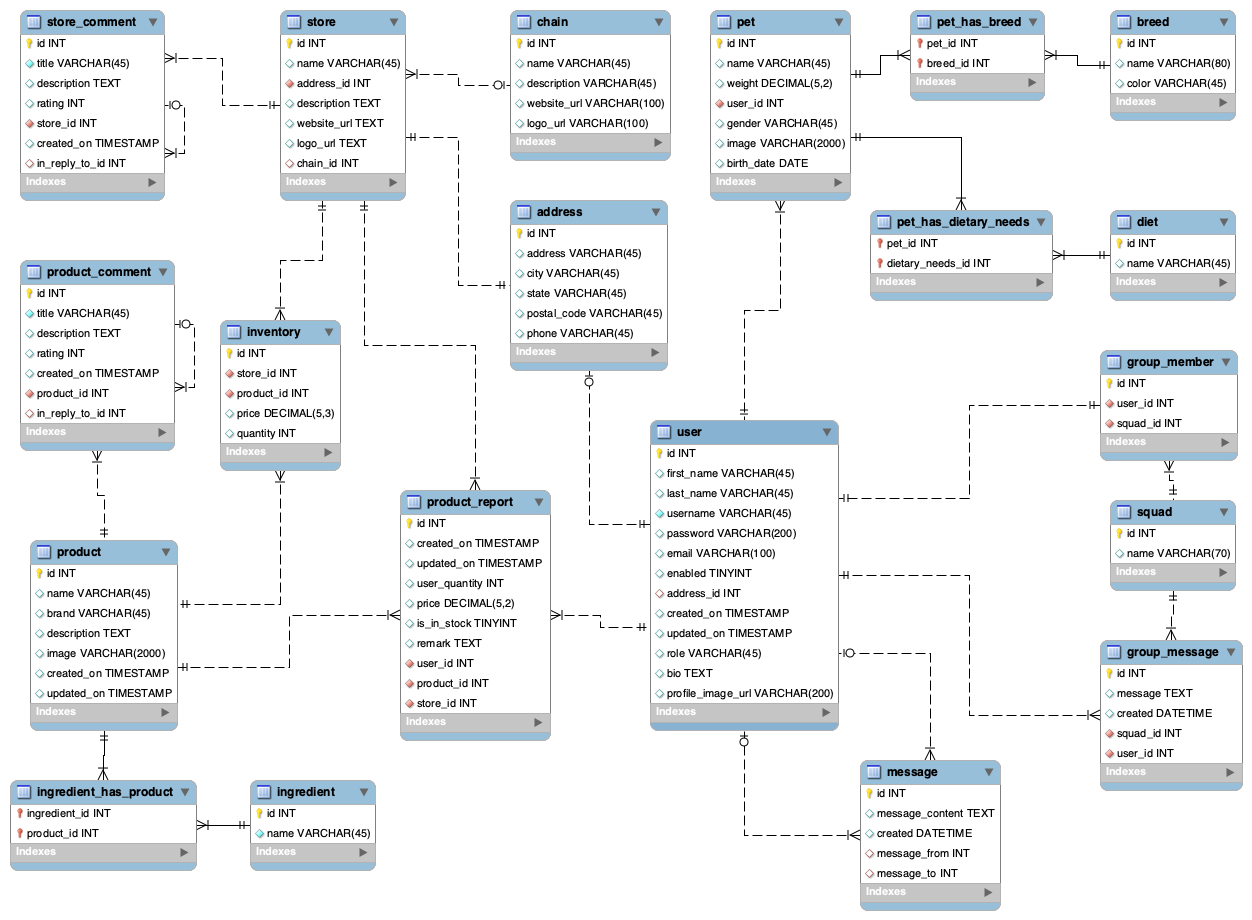 store_comment
id INT
title VARCHAR(45)
description TEXT
rating INT
store_id INT
created_on TIMESTAMP
in_reply_to_id INT
Indexes
store
id INT
name VARCHAR(45)
address_id INT
description TEXT
website_url TEXT
logo_url TEXT
chain_id INT
Indexes
chain
id INT
name VARCHAR(45)
description VARCHAR(45)
website_url VARCHAR(100)
logo_url VARCHAR(100)
Indexes
pet
id INT
name VARCHAR(45)
weight DECIMAL(5,2)
user_id INT
gender VARCHAR(45)
image VARCHAR(2000)
birth_date DATE
Indexes
pet_has_breed
pet_id INT
breed_id INT
Indexes
breed
id INT
name VARCHAR(80)
color VARCHAR(45)
Indexes
address
id INT
address VARCHAR(45)
city VARCHAR(45)
state VARCHAR(45)
postal_code VARCHAR(45)
phone VARCHAR(45)
Indexes
pet_has_dietary_needs
pet_id INT
dietary_needs_id INT
Indexes
diet
id INT
name VARCHAR(45)
Indexes
product_comment
id INT
title VARCHAR(45)
description TEXT
rating INT
created_on TIMESTAMP
product_id INT
in_reply_to_id INT
Indexes
inventory
id INT
store_id INT
product_id INT
price DECIMAL(5,3)
quantity INT
Indexes
group_member
id INT
user_id INT
squad_id INT
Indexes
user
id INT
first_name VARCHAR(45)
last_name VARCHAR(45)
username VARCHAR(45)
password VARCHAR(200)
email VARCHAR(100)
enabled TINYINT
address_id INT
created_on TIMESTAMP
updated_on TIMESTAMP
role VARCHAR(45)
bio TEXT
profile_image_url VARCHAR(200)
Indexes
product_report
id INT
created_on TIMESTAMP
updated_on TIMESTAMP
user_quantity INT
price DECIMAL(5,2)
is_in_stock TINYINT
remark TEXT
user_id INT
product_id INT
store_id INT
Indexes
squad
id INT
name VARCHAR(70)
Indexes
product
id INT
name VARCHAR(45)
brand VARCHAR(45)
description TEXT
image VARCHAR(2000)
created_on TIMESTAMP
updated_on TIMESTAMP
Indexes
group_message
id INT
message TEXT
created DATETIME
squad_id INT
user_id INT
Indexes
message
id INT
message_content TEXT
created DATETIME
message_from INT
message_to INT
Indexes
ingredient_has_product
ingredient_id INT
product_id INT
Indexes
ingredient
id INT
name VARCHAR(45)
Indexes